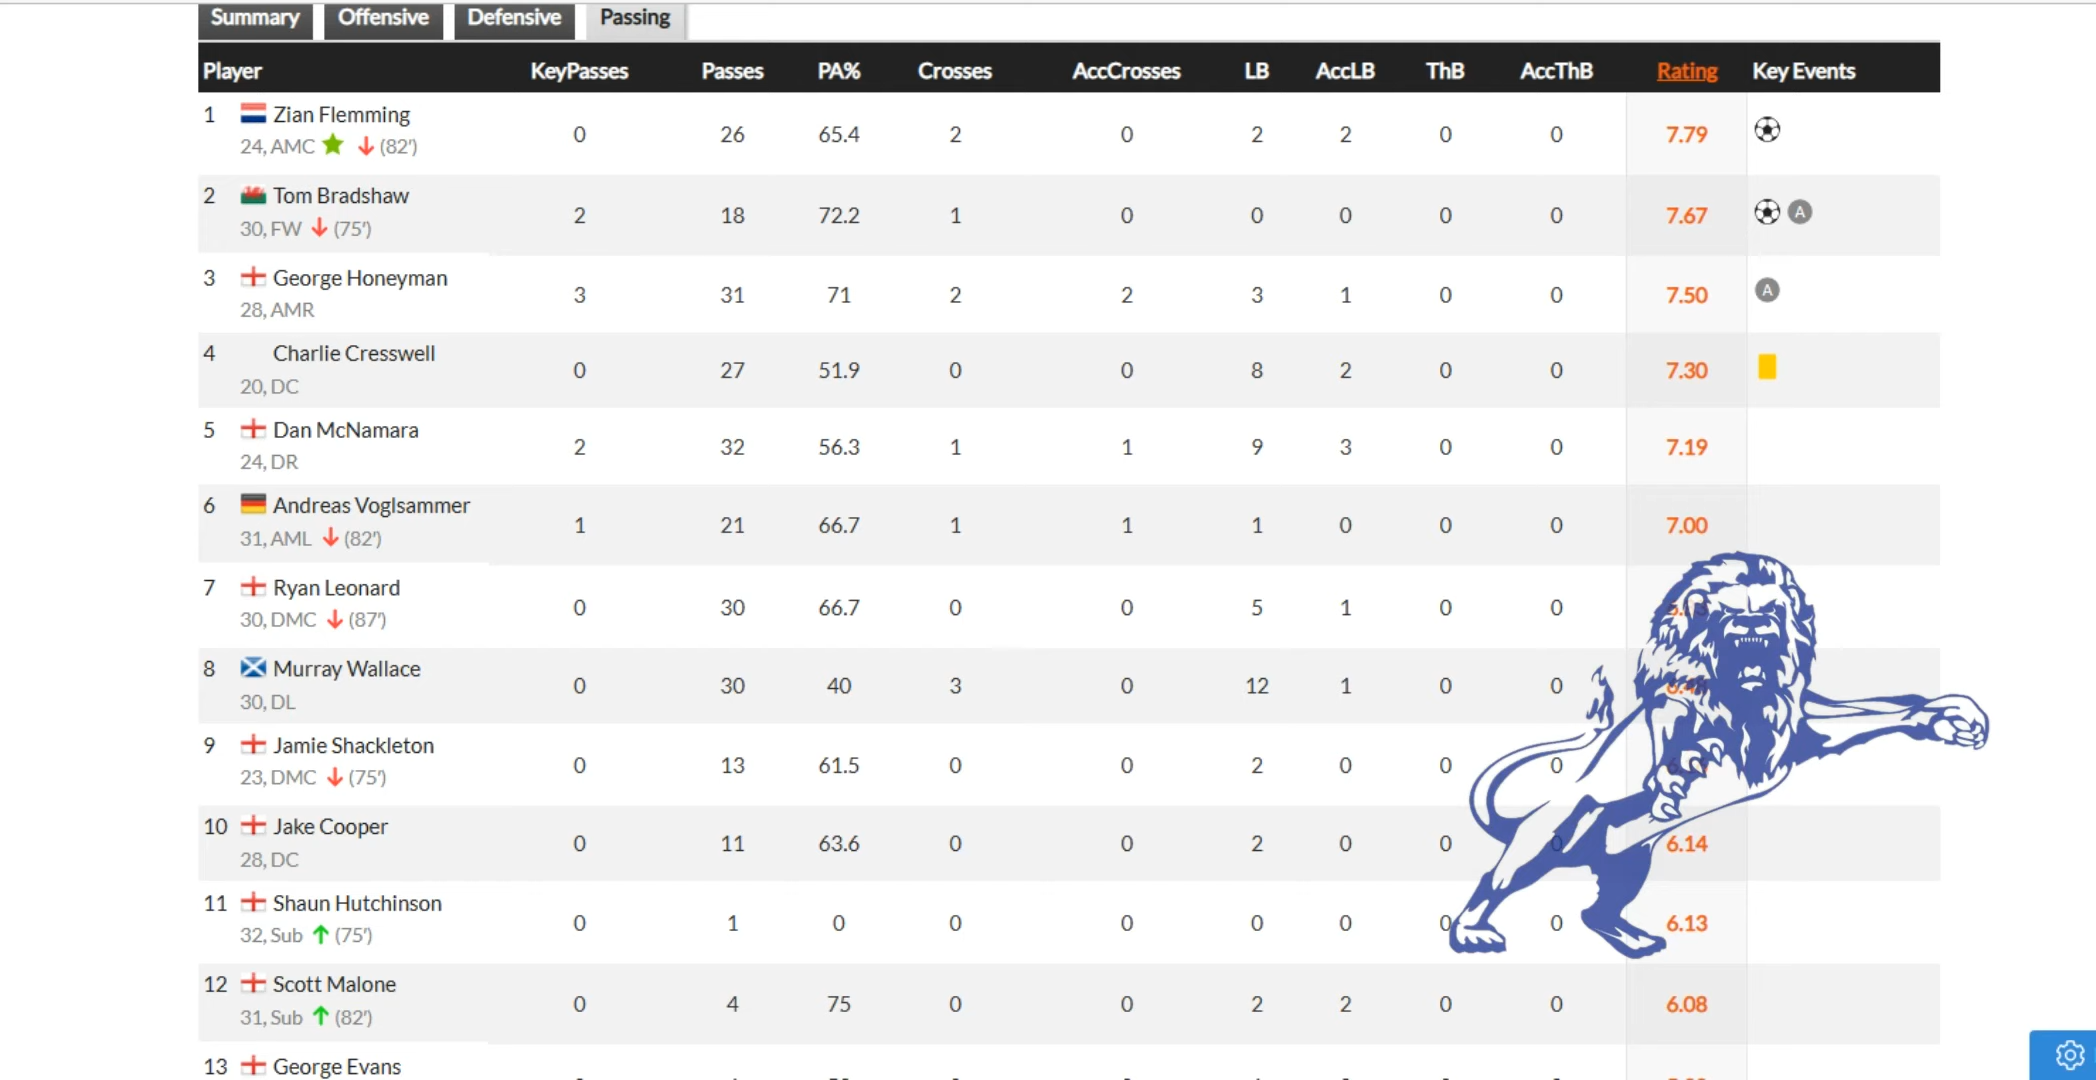 Summary Offensive Defensive Passing
Player KeyPasses Passes PA% Crosses AccCrosses LB AccLB ThB AccThB Rating Key Events
1 Zian Flemming
24, AMC (82') 0 26 65.4 2 0 2 2 0 0 7.79
2 Tom Bradshaw
30, FW (75') 2 18 72.2 1 0 0 0 0 0 7.67 A
3 George Honeyman
28, AMR 3 31 71 2 2 3 1 0 0 7.50 A
4 Charlie Cresswell
20, DC 0 27 51.9 0 0 8 2 0 0 7.30
5 Dan McNamara
24, DR 2 32 56.3 1 1 9 3 0 0 7.19
6 Andreas Voglsammer
31, AML (82') 1 21 66.7 1 1 1 0 0 0 7.00
7 Ryan Leonard
30, DMC (87') 0 30 66.7 0 0 5 1 0 0
8 Murray Wallace
30, DL 0 30 40 3 0 12 1 0 0
9 Jamie Shackleton
23, DMC (75') 0 13 61.5 0 0 2 0 0 0
10 Jake Cooper
28, DC 0 11 63.6 0 0 2 0 0 0 6.14
11 Shaun Hutchinson
32, Sub (75') 0 1 0 0 0 0 0 0 0 6.13
12 Scott Malone
31, Sub (82') 0 4 75 0 0 2 2 0 0 6.08
13 George Evans